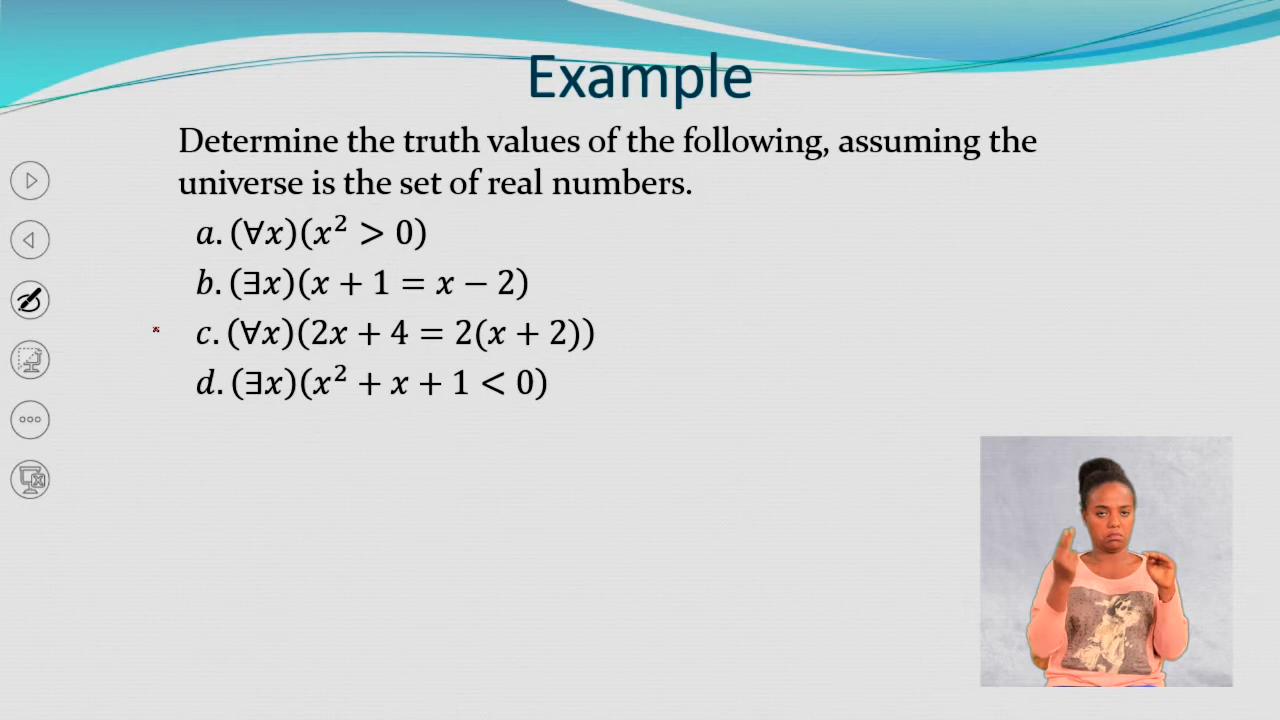 Example
Determine the truth values of the following, assuming the
universe is the set of real numbers.
a. (∀x)(x² > 0)
b. (∃x)(x + 1 = x − 2)
c. (∀x)(2x + 4 = 2(x + 2))
d. (∃x)(x² + x + 1 < 0)